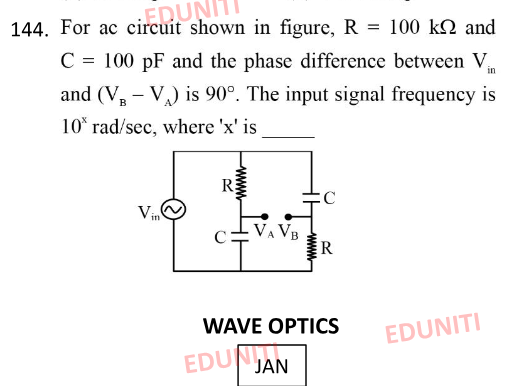 EDUNITI
144. For ac circuit shown in figure, R = 100 kΩ and
C = 100 pF and the phase difference between V_in
and (V_B – V_A) is 90°. The input signal frequency is
10^x rad/sec, where 'x' is ______
R
C
V_in
V_A V_B
C
R
WAVE OPTICS
EDUNITI
EDUNITI
JAN